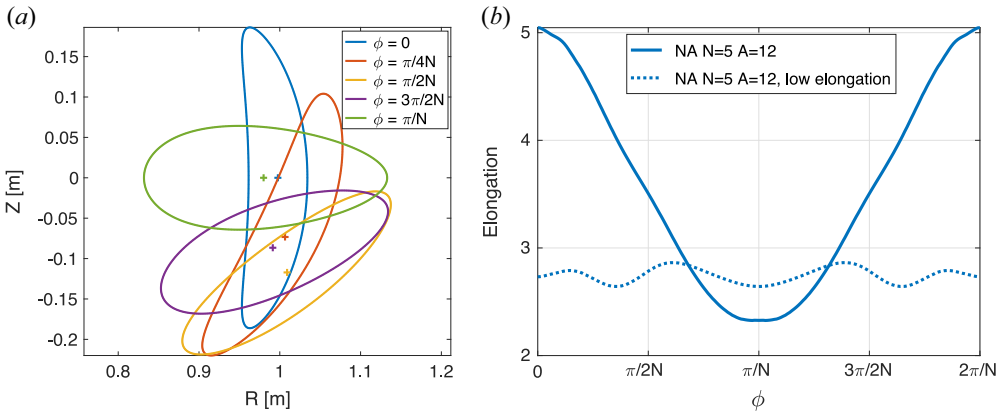 (a)
0.15
0.1
0.05
0
-0.05
-0.1
-0.15
-0.2
Z [m]
0.8
0.9
1
1.1
1.2
R [m]
ϕ = 0
ϕ = π/4N
ϕ = π/2N
ϕ = 3π/2N
ϕ = π/N
(b)
5
4
3
2
Elongation
0
π/2N
π/N
3π/2N
2π/N
ϕ
NA N=5 A=12
NA N=5 A=12, low elongation